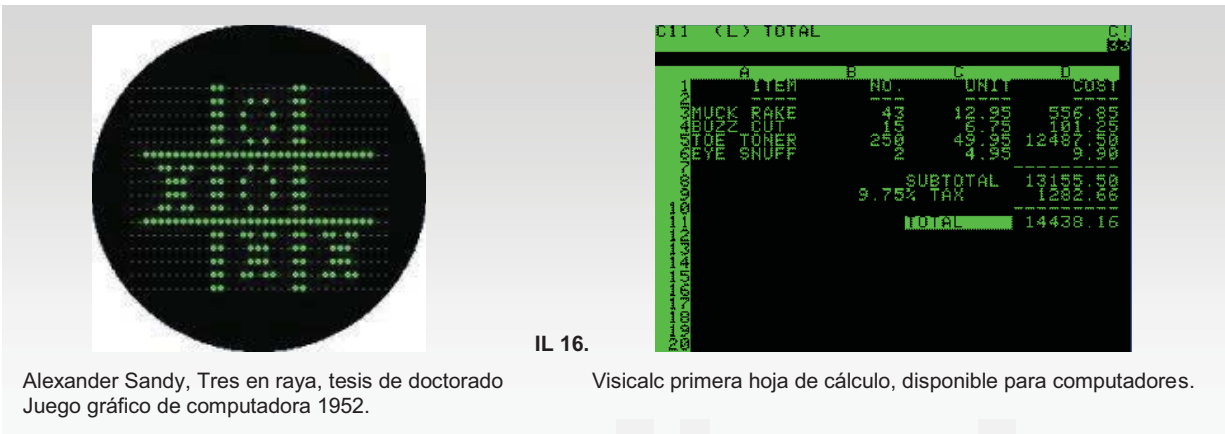 C11 (L) TOTAL C!
33
A B C D
1 ITEM NO. UNIT COST
MUCK RAKE 43 12.95 556.85
BUZZ CUT 15 6.75 101.25
TOE TONER 250 49.95 12487.50
EYE SNUFF 2 4.95 9.90
SUBTOTAL 13155.50
9.75% TAX 1282.66
TOTAL 14438.16
IL 16.
Alexander Sandy, Tres en raya, tesis de doctorado
Juego gráfico de computadora 1952.
Visicalc primera hoja de cálculo, disponible para computadores.